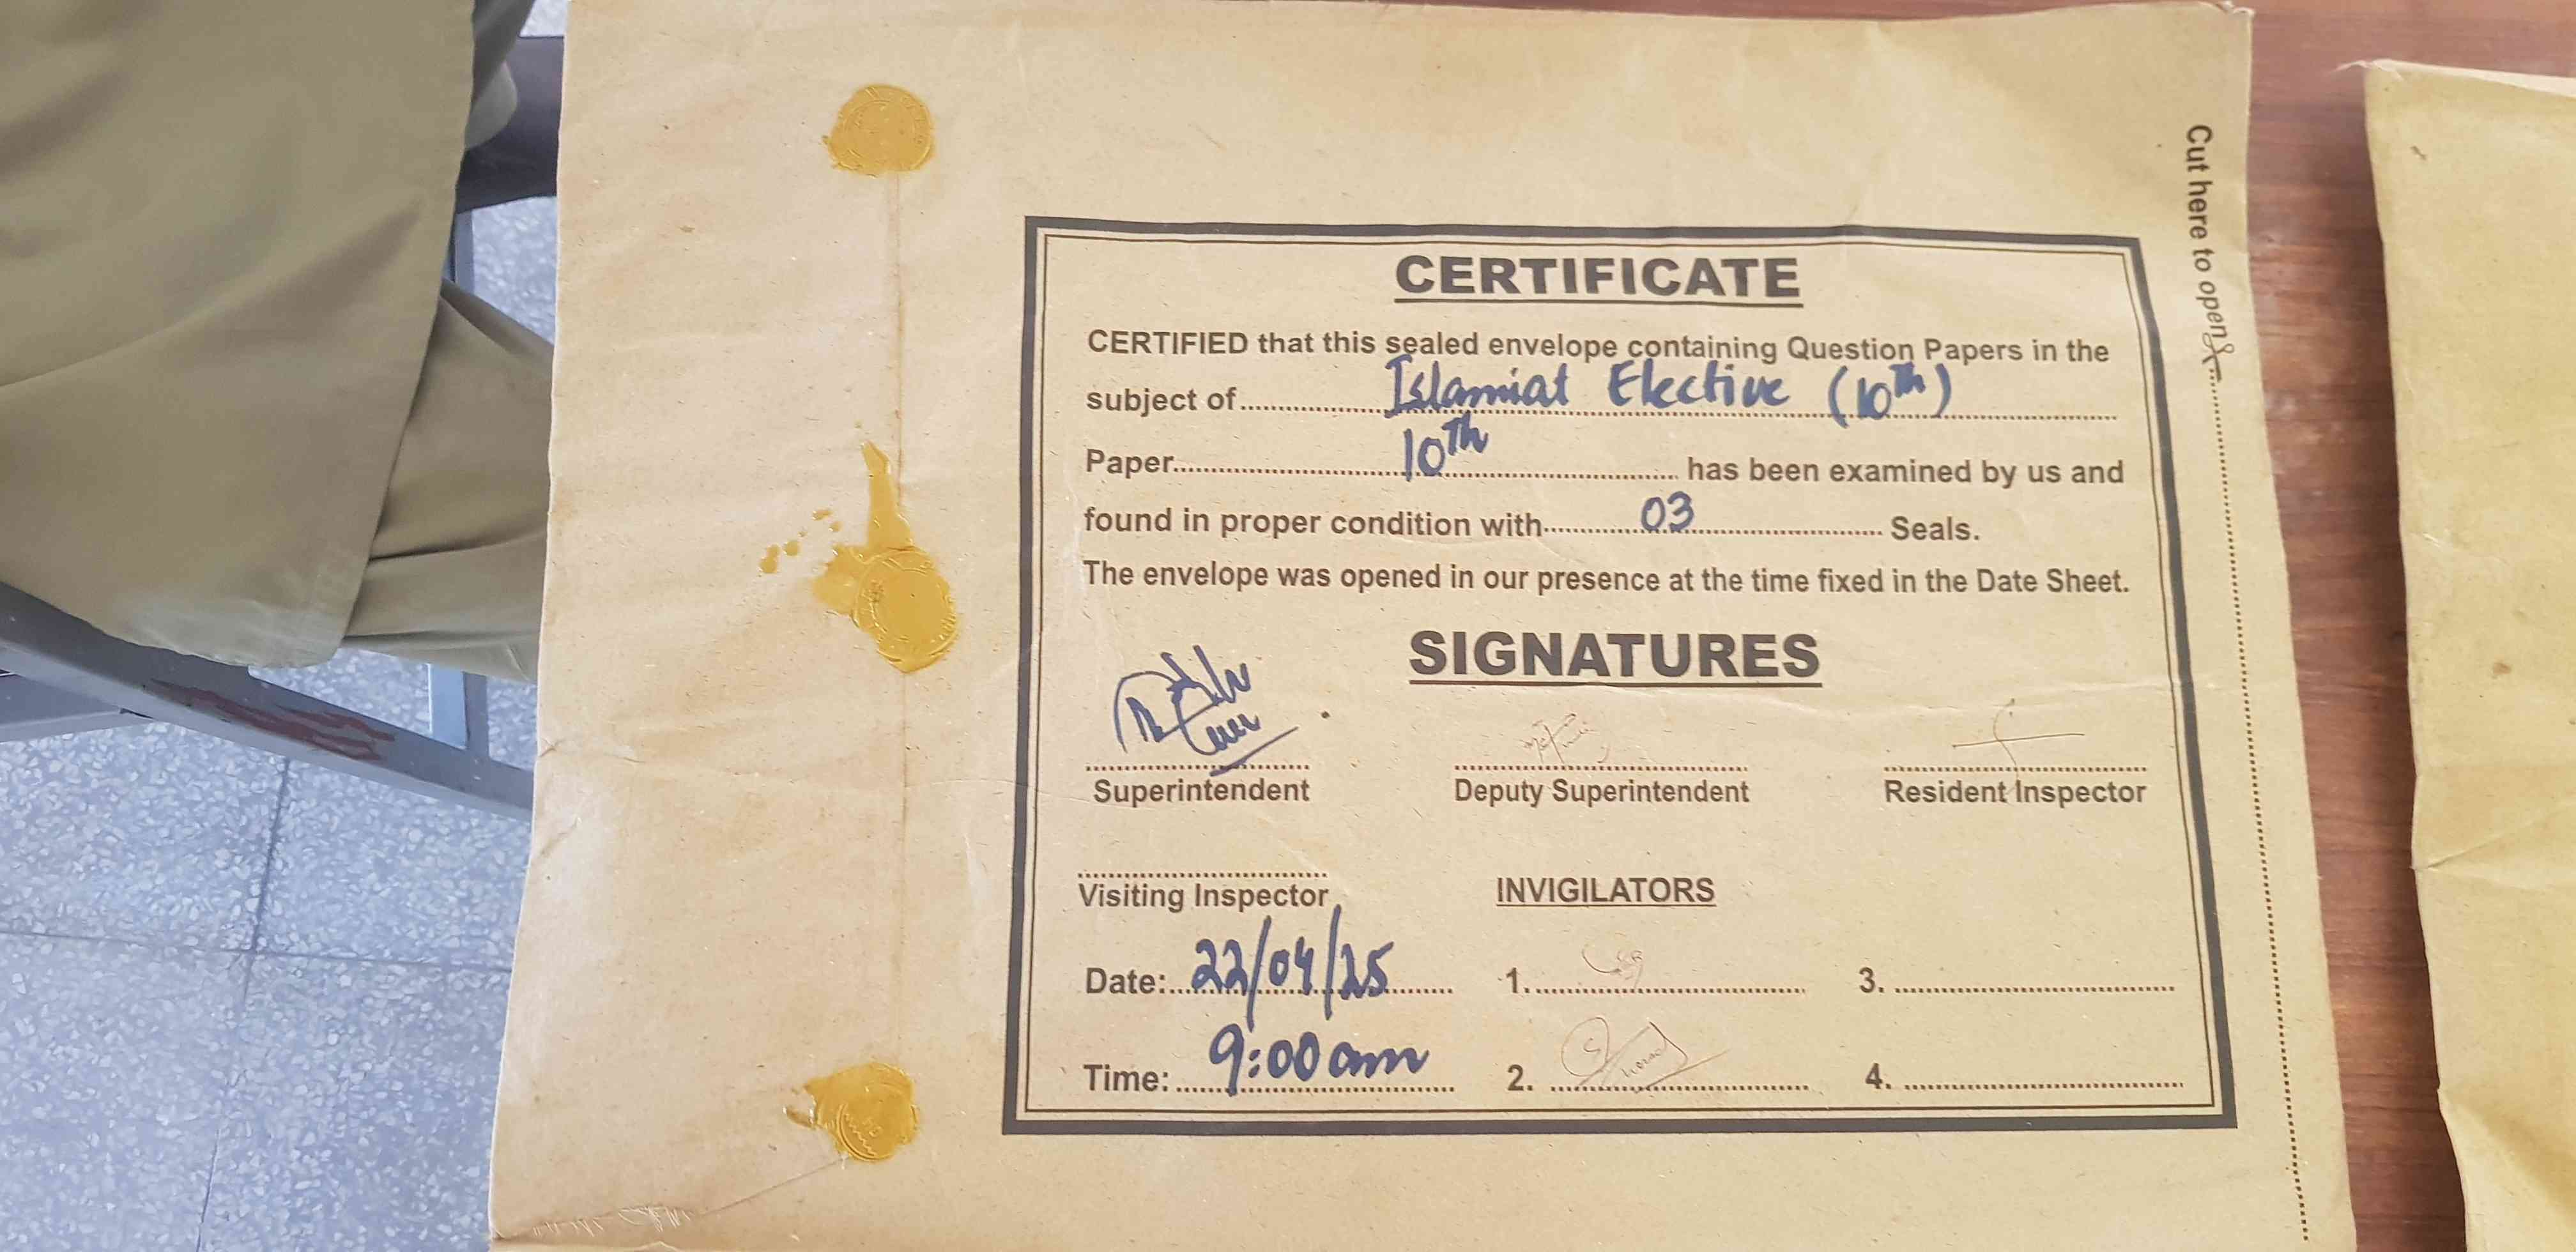 Cut here to open
CERTIFICATE
CERTIFIED that this sealed envelope containing Question Papers in the
subject of Islamiat Elective (10th)
Paper 10th has been examined by us and
found in proper condition with 03 Seals.
The envelope was opened in our presence at the time fixed in the Date Sheet.
SIGNATURES
Superintendent Deputy Superintendent Resident Inspector
Visiting Inspector INVIGILATORS
Date: 22/04/25 1. 3.
Time: 9:00 am 2. 4.